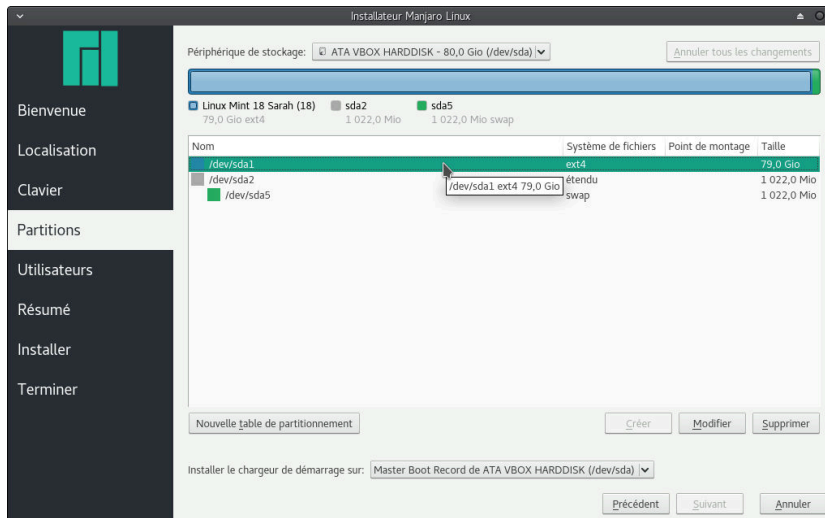 Installateur Manjaro Linux
Périphérique de stockage: ATA VBOX HARDDISK - 80,0 Gio (/dev/sda)
Annuler tous les changements
Linux Mint 18 Sarah (18) sda2 sda5
79,0 Gio ext4 1 022,0 Mio 1 022,0 Mio swap
Bienvenue
Localisation
Clavier
Partitions
Utilisateurs
Résumé
Installer
Terminer
Nom Système de fichiers Point de montage Taille
/dev/sda1 ext4 79,0 Gio
/dev/sda2 étendu 1 022,0 Mio
/dev/sda5 swap 1 022,0 Mio
/dev/sda1 ext4 79,0 Gio
Nouvelle table de partitionnement Créer Modifier Supprimer
Installer le chargeur de démarrage sur: Master Boot Record de ATA VBOX HARDDISK (/dev/sda)
Précédent Suivant Annuler